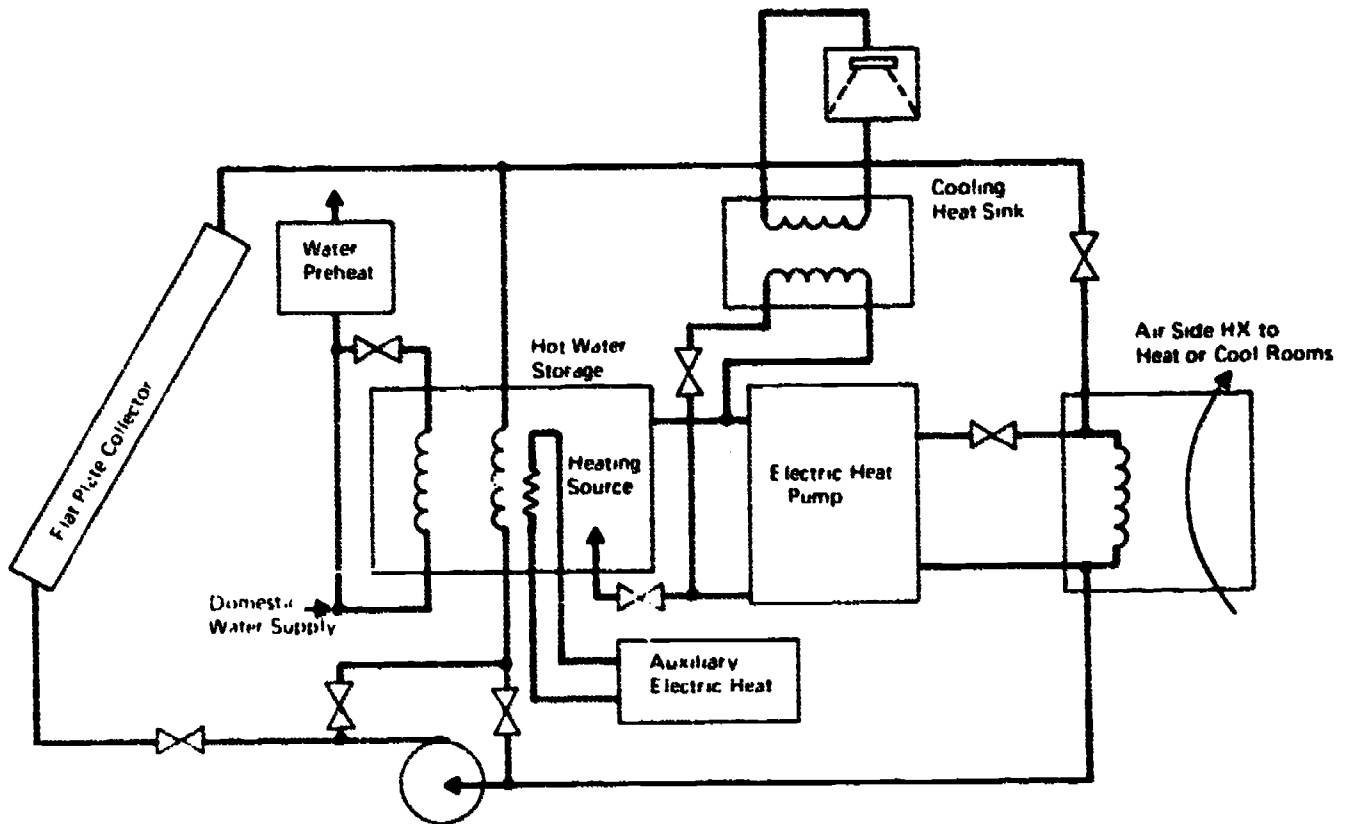 Cooling
Heat Sink
Water
Preheat
Flat Plate Collector
Hot Water
Storage
Heating
Source
Electric Heat
Pump
Air Side HX to
Heat or Cool Rooms
Domestic
Water Supply
Auxiliary
Electric Heat